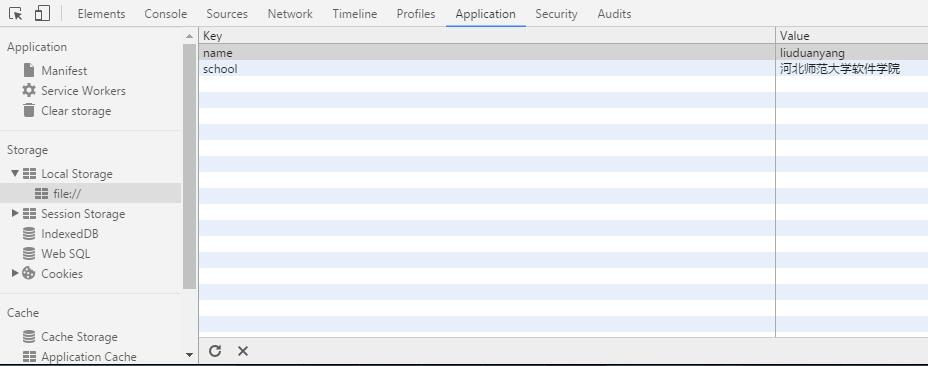 Elements Console Sources Network Timeline Profiles Application Security Audits
Application
Manifest
Service Workers
Clear storage
Storage
Local Storage
file://
Session Storage
IndexedDB
Web SQL
Cookies
Cache
Cache Storage
Application Cache
Key Value
name liuduanyang
school 河北师范大学软件学院